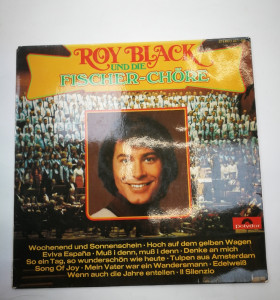 ROY BLACK
UND DIE
FISCHER-CHÖRE
Polydor
Wochenend und Sonnenschein · Hoch auf dem gelben Wagen
Eviva España · Muß I denn, muß I denn · Denke an mich
So ein Tag, so wunderschön wie heute · Tulpen aus Amsterdam
Song Of Joy · Mein Vater war ein Wandersmann · Edelweiß
Wenn auch die Jahre enteilen · Il Silenzio